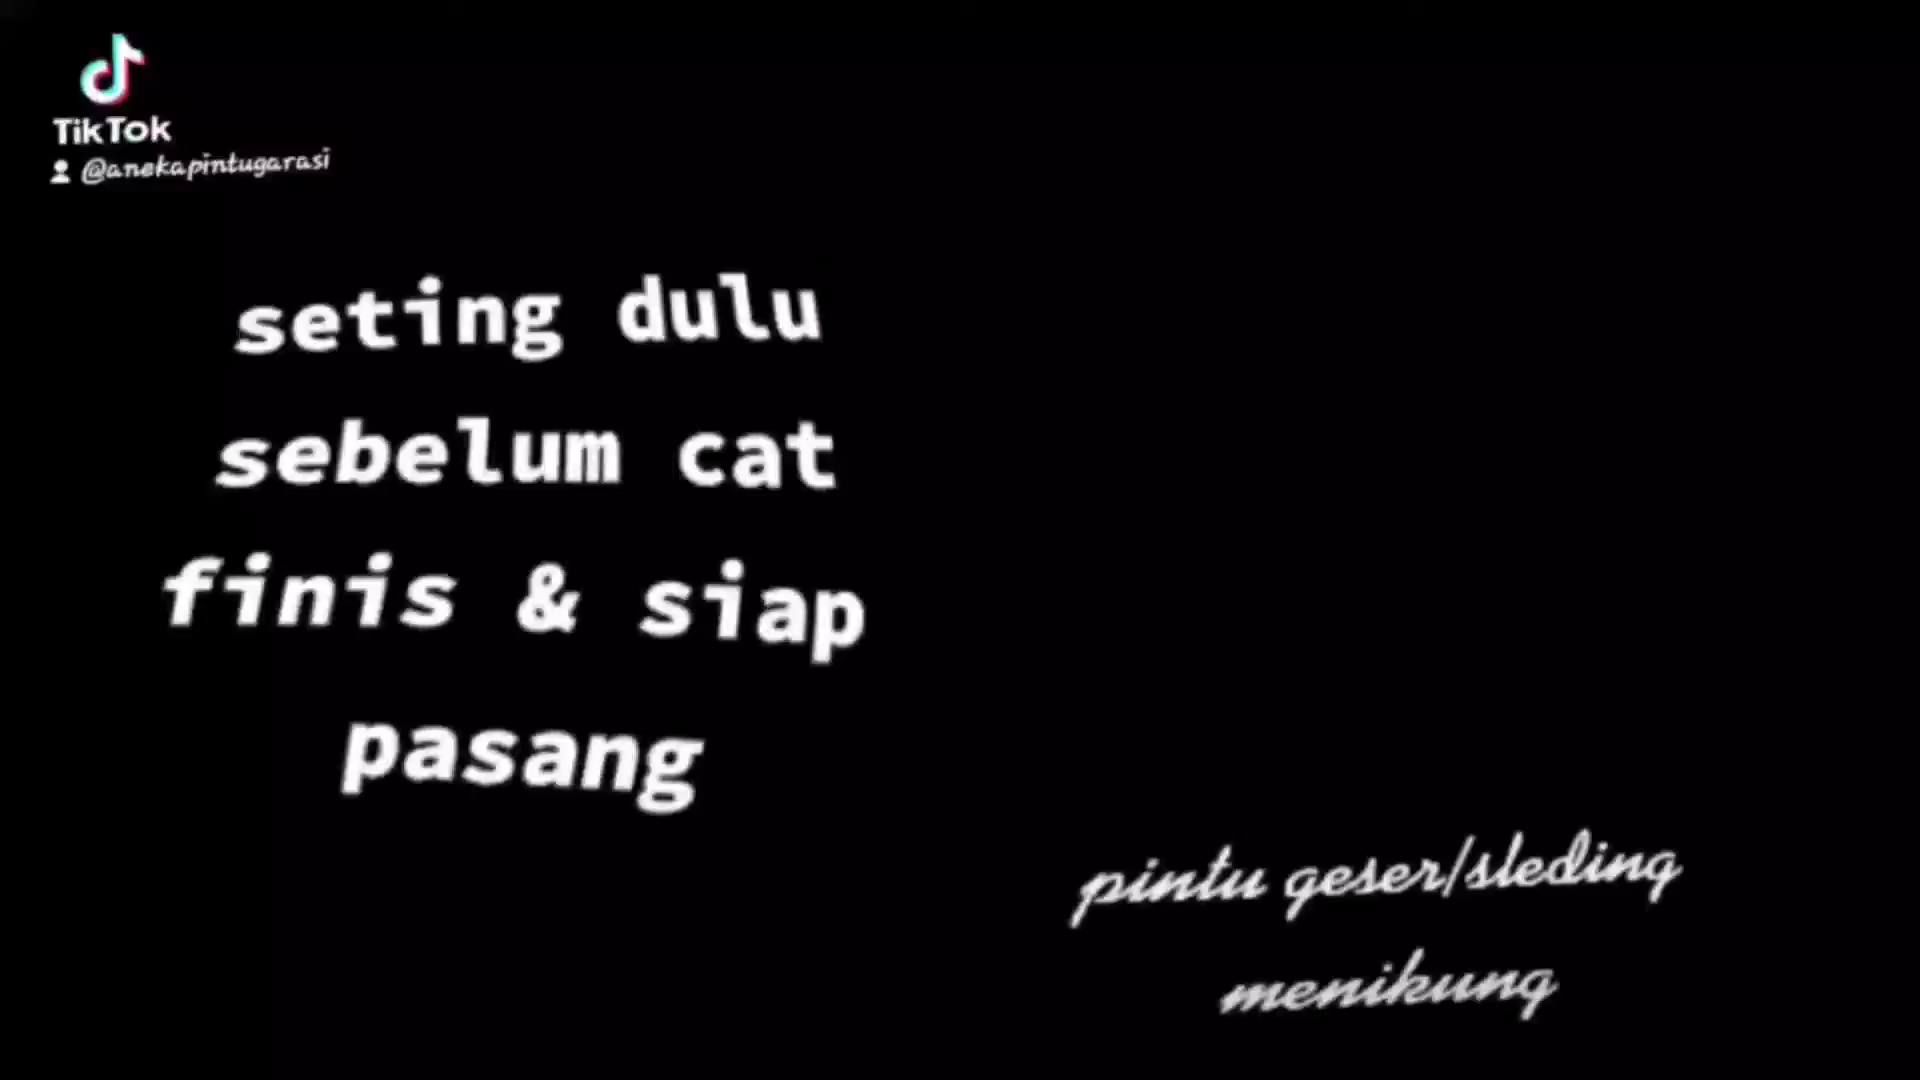 TikTok
@anekapintugarasi
seting dulu
sebelum cat
finis & siap
pasang
pintu geser/sleding
menikung